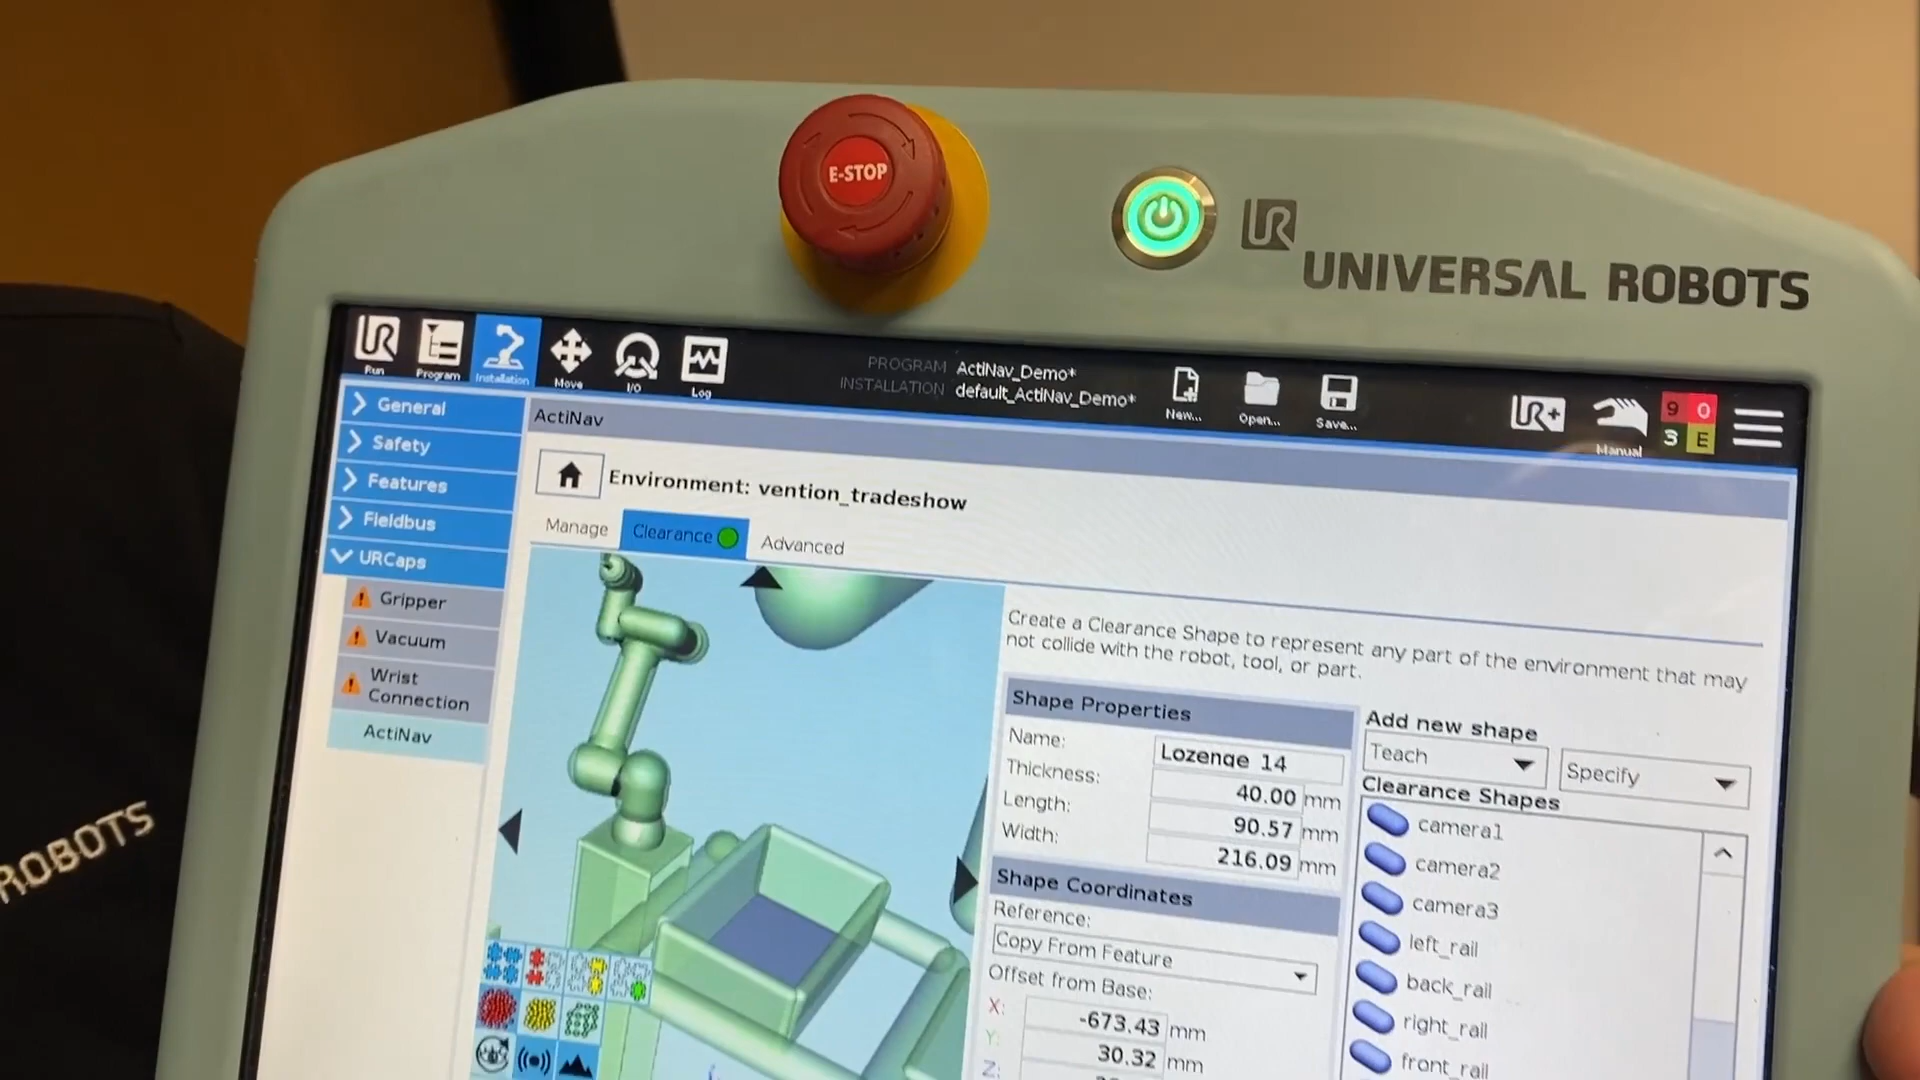 E-STOP
UR
UNIVERSAL ROBOTS
UR
Run
Program
Installation
Move
I/O
Log
PROGRAM ActiNav_Demo*
INSTALLATION default_ActiNav_Demo*
New...
Open...
Save...
UR+
Manual
9 0
3 E
General
Safety
Features
Fieldbus
URCaps
Gripper
Vacuum
Wrist
Connection
ActiNav
ActiNav
Environment: vention_tradeshow
Manage
Clearance
Advanced
Create a Clearance Shape to represent any part of the environment that may
not collide with the robot, tool, or part.
Shape Properties
Name: Lozenge 14
Thickness: 40.00 mm
Length: 90.57 mm
Width: 216.09 mm
Shape Coordinates
Reference:
Copy From Feature
Offset from Base:
X: -673.43 mm
Y: 30.32 mm
Z:
Add new shape
Teach
Specify
Clearance Shapes
camera1
camera2
camera3
left_rail
back_rail
right_rail
front_rail
ROBOTS